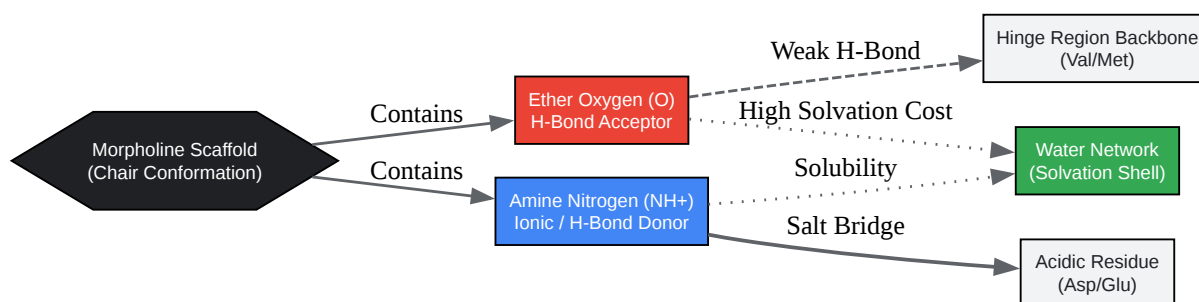 Morpholine Scaffold
(Chair Conformation)
Contains
Contains
Ether Oxygen (O)
H-Bond Acceptor
Amine Nitrogen (NH+)
Ionic / H-Bond Donor
Weak H-Bond
High Solvation Cost
Solubility
Salt Bridge
Hinge Region Backbone
(Val/Met)
Water Network
(Solvation Shell)
Acidic Residue
(Asp/Glu)